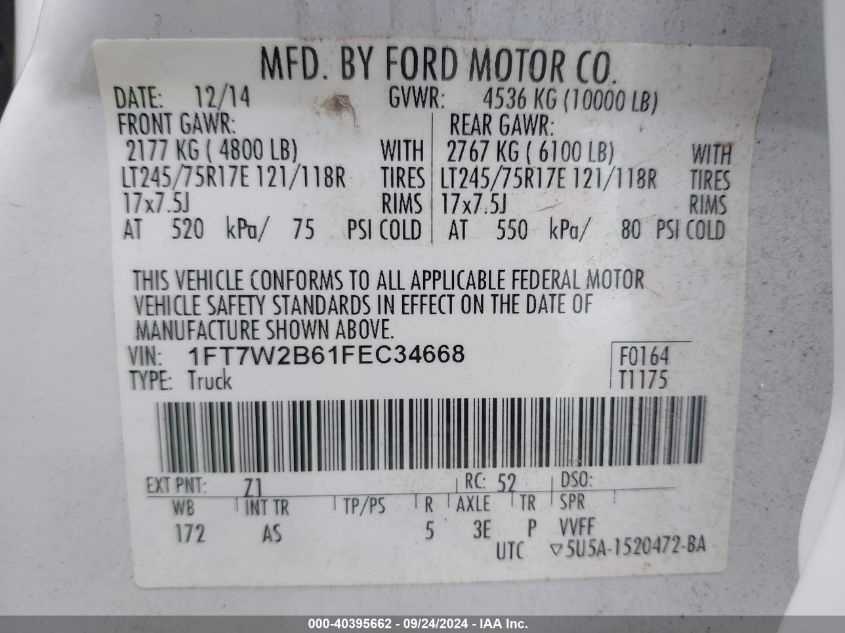 MFD. BY FORD MOTOR CO.
DATE: 12/14 GVWR: 4536 KG (10000 LB)
FRONT GAWR: REAR GAWR:
2177 KG ( 4800 LB) WITH 2767 KG ( 6100 LB) WITH
LT245/75R17E 121/118R TIRES LT245/75R17E 121/118R TIRES
17x7.5J RIMS 17x7.5J RIMS
AT 520 kPa/ 75 PSI COLD AT 550 kPa/ 80 PSI COLD
THIS VEHICLE CONFORMS TO ALL APPLICABLE FEDERAL MOTOR
VEHICLE SAFETY STANDARDS IN EFFECT ON THE DATE OF
MANUFACTURE SHOWN ABOVE.
VIN: 1FT7W2B61FEC34668 F0164
TYPE: Truck T1175
EXT PNT: Z1 RC: 52 DSO:
WB INT TR TP/PS R AXLE TR SPR
172 AS 5 3E P VVFF
UTC ▽5U5A-1520472-BA
000-40395662 - 09/24/2024 - IAA Inc.